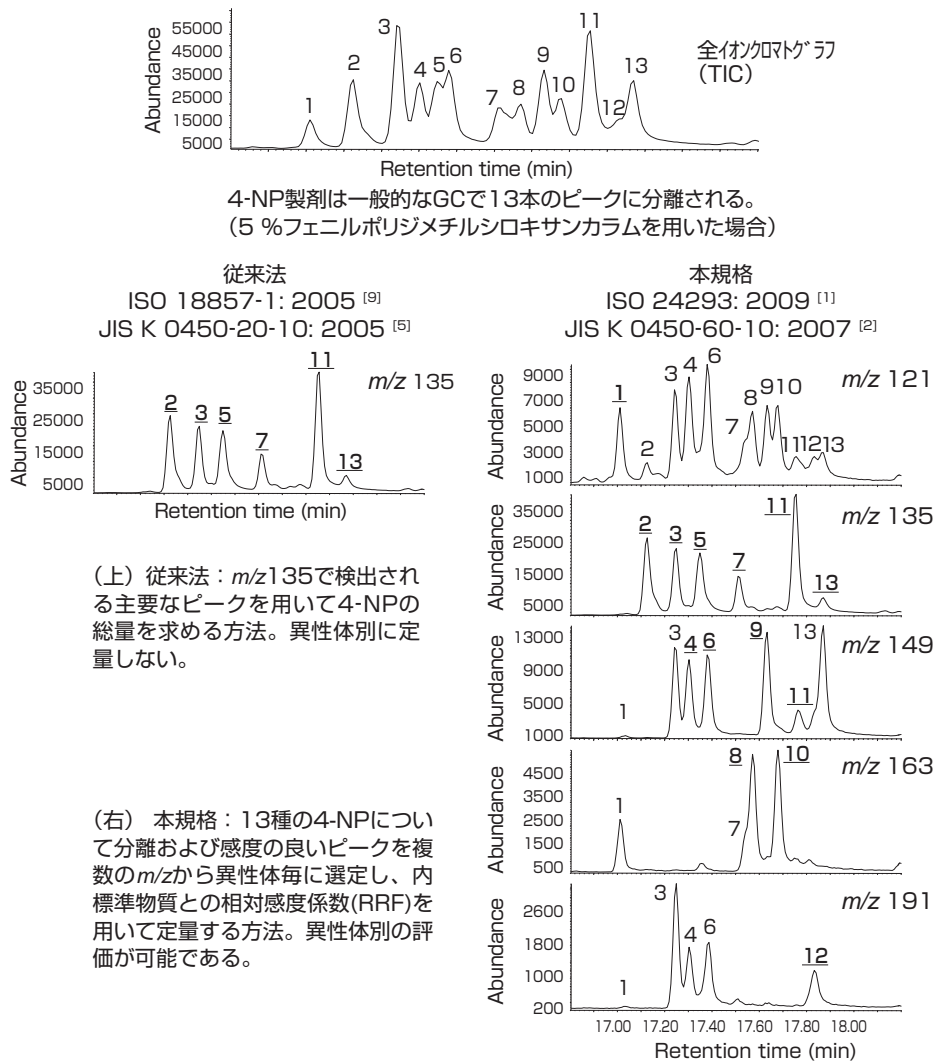 55000
45000
35000
25000
15000
5000
Abundance
1
2
3
4
5
6
7
8
9
10
11
12
13
全イオンクロマトグラフ
(TIC)
Retention time (min)
4-NP製剤は一般的なGCで13本のピークに分離される。
(5 %フェニルポリジメチルシロキサンカラムを用いた場合)
従来法
ISO 18857-1: 2005 [9]
JIS K 0450-20-10: 2005 [5]
35000
25000
15000
5000
Abundance
2
3
5
7
11
13
m/z 135
Retention time (min)
(上)従来法：m/z135で検出され
る主要なピークを用いて4-NPの
総量を求める方法。異性体別に定
量しない。
(右) 本規格：13種の4-NPについ
て分離および感度の良いピークを複
数のm/zから異性体毎に選定し、内
標準物質との相対感度係数(RRF)を
用いて定量する方法。異性体別の評
価が可能である。
本規格
ISO 24293: 2009 [1]
JIS K 0450-60-10: 2007 [2]
9000
7000
5000
3000
1000
Abundance
1
2
3
4
6
7
8
910
111213
m/z 121
35000
25000
15000
5000
Abundance
2
3
5
7
11
13
m/z 135
13000
9000
5000
1000
Abundance
1
3
4
6
9
11
13
m/z 149
4500
3500
2500
1500
500
Abundance
1
7
8
10
m/z 163
2600
1800
1000
200
Abundance
1
3
4
6
12
m/z 191
17.00 17.20 17.40 17.60 17.80 18.00
Retention time (min)